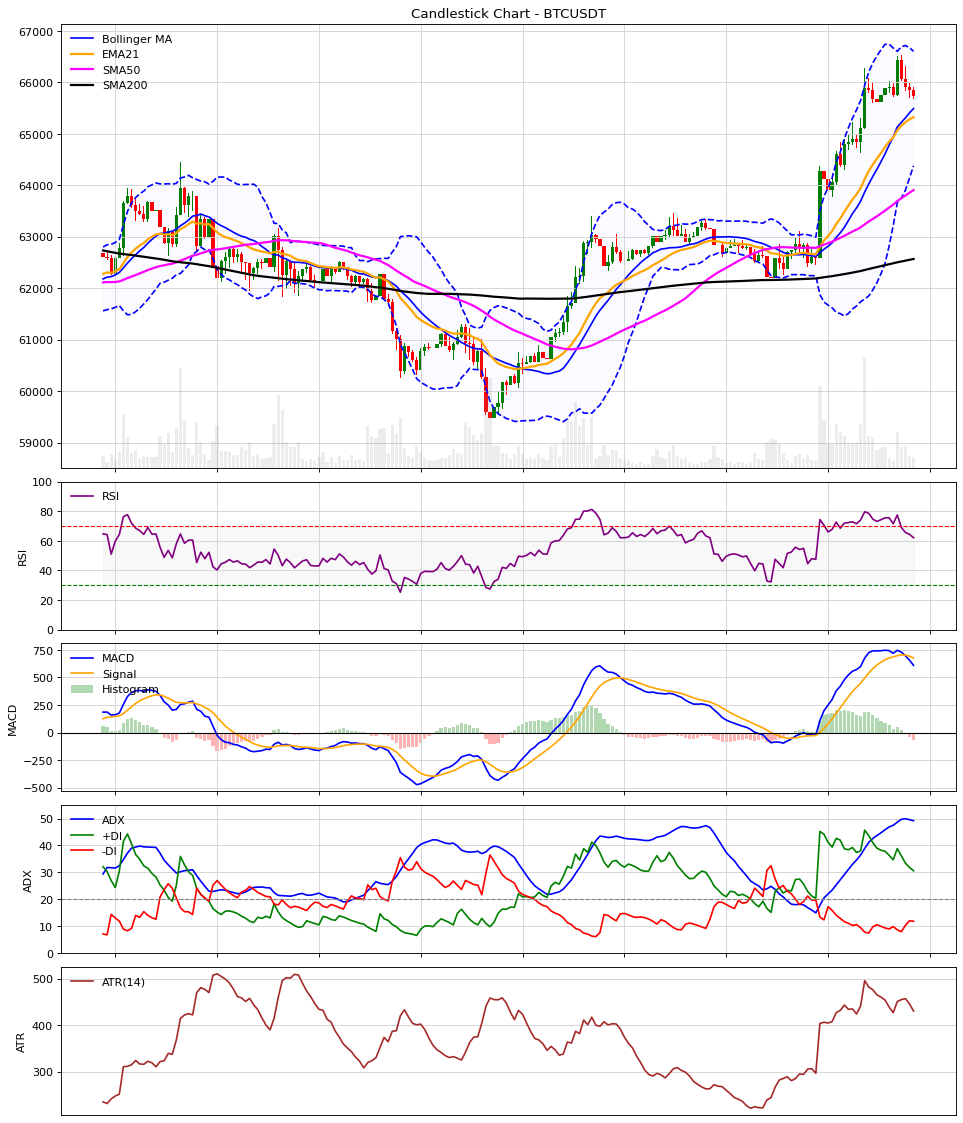 Candlestick Chart - BTCUSDT
67000
66000
65000
64000
63000
62000
61000
60000
59000
Bollinger MA
EMA21
SMA50
SMA200
100
80
60
40
20
0
RSI
RSI
750
500
250
0
−250
−500
MACD
MACD
Signal
Histogram
50
40
30
20
10
0
ADX
ADX
+DI
-DI
500
400
300
ATR
ATR(14)